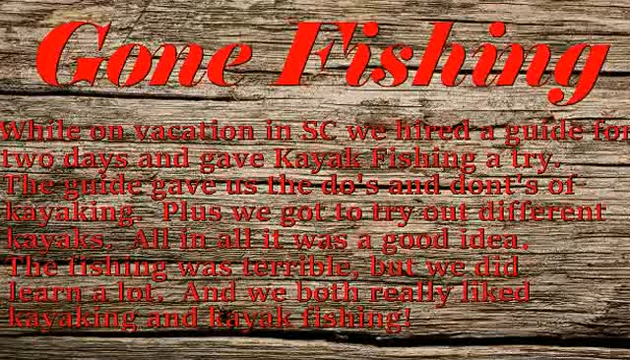 Gone Fishing
While on vacation in SC we hired a guide for
two days and gave Kayak Fishing a try.
The guide gave us the do's and dont's of
kayaking.  Plus we got to try out different
kayaks.  All in all it was a good idea.
The fishing was terrible, but we did
learn a lot.  And we both really liked
kayaking and kayak fishing!